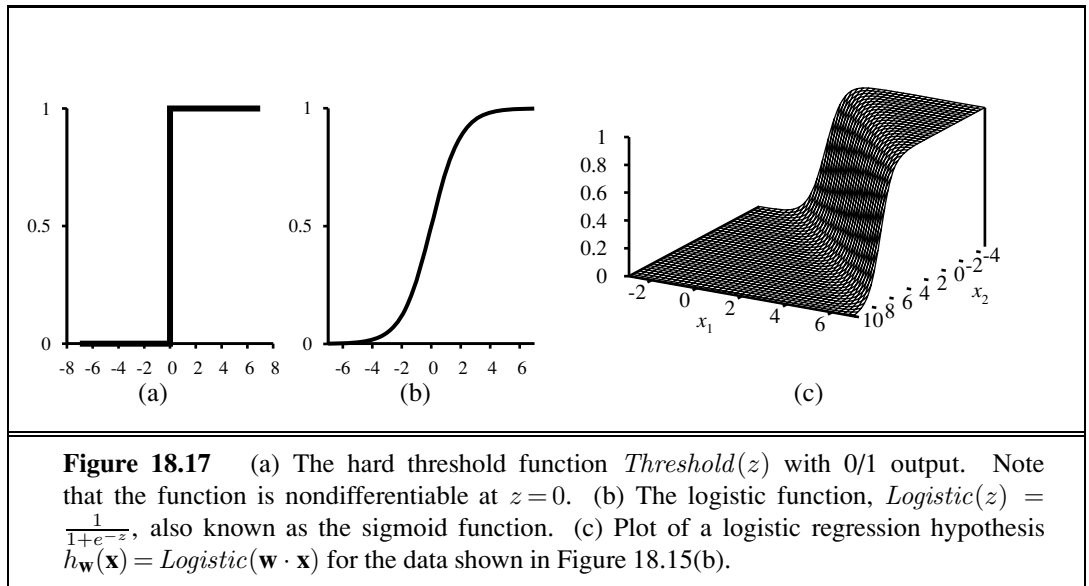 1
0.5
0
-8 -6 -4 -2 0 2 4 6 8
(a)
1
0.5
0
-6 -4 -2 0 2 4 6
(b)
1
0.8
0.6
0.4
0.2
0
-2 0 2 4 6
x1
10 8 6 4 2 0 -2 -4
x2
(c)
Figure 18.17 (a) The hard threshold function Threshold(z) with 0/1 output. Note
that the function is nondifferentiable at z = 0. (b) The logistic function, Logistic(z) =
1/(1+e^−z), also known as the sigmoid function. (c) Plot of a logistic regression hypothesis
hw(x) = Logistic(w · x) for the data shown in Figure 18.15(b).